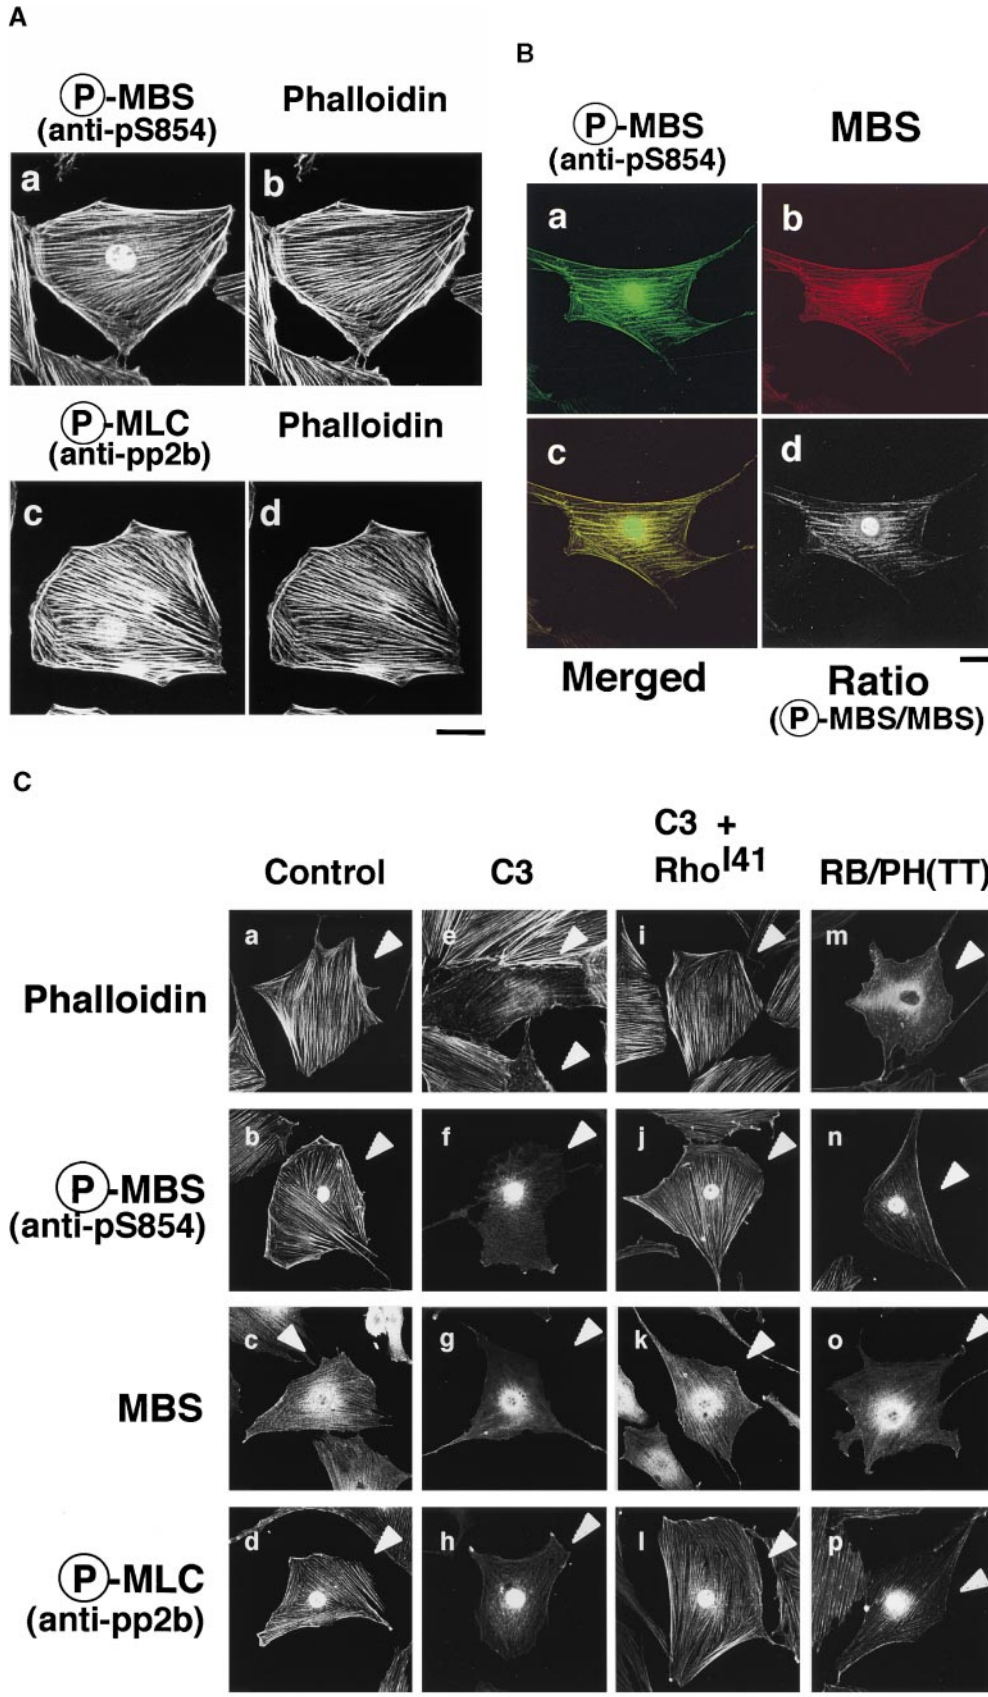 A
Ⓟ-MBS Phalloidin
(anti-pS854)
a b
Ⓟ-MLC Phalloidin
(anti-pp2b)
c d
B
Ⓟ-MBS MBS
(anti-pS854)
a b
c d
Merged Ratio
(Ⓟ-MBS/MBS)
C
Control C3 C3 + Rho^I41 RB/PH(TT)
Phalloidin a e i m
Ⓟ-MBS b f j n
(anti-pS854)
MBS c g k o
Ⓟ-MLC d h l p
(anti-pp2b)